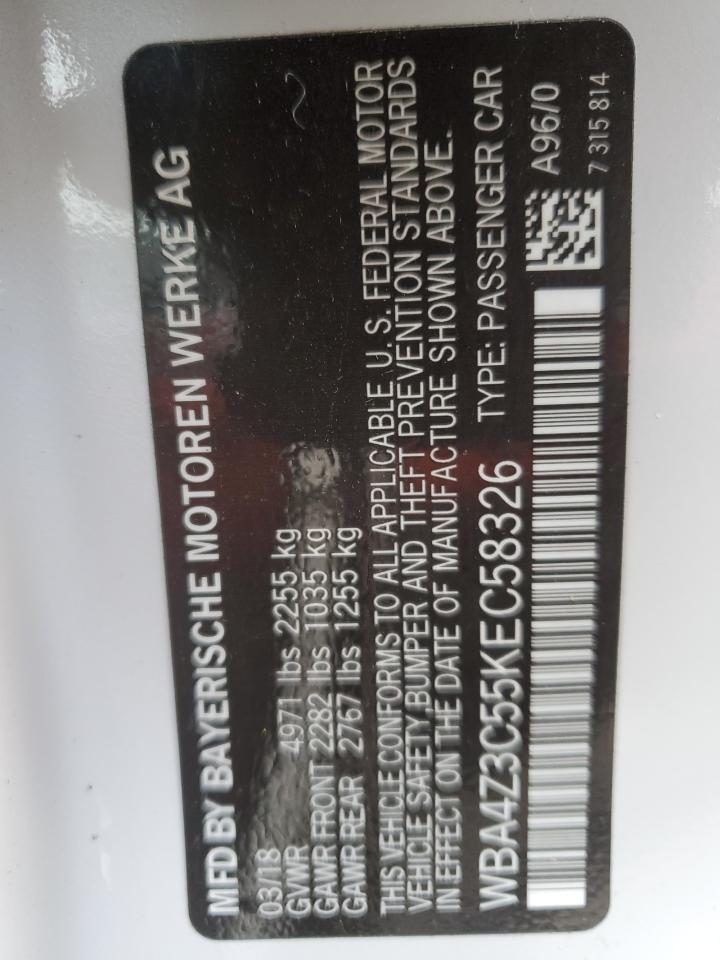 MFD BY BAYERISCHE MOTOREN WERKE AG
03/18
GVWR 4971 lbs 2255 kg
GAWR FRONT 2282 lbs 1035 kg
GAWR REAR 2767 lbs 1255 kg
THIS VEHICLE CONFORMS TO ALL APPLICABLE U.S. FEDERAL MOTOR
VEHICLE SAFETY, BUMPER AND THEFT PREVENTION STANDARDS
IN EFFECT ON THE DATE OF MANUFACTURE SHOWN ABOVE.
WBA4Z3C55KEC58326 TYPE: PASSENGER CAR
A96/0
7 315 814